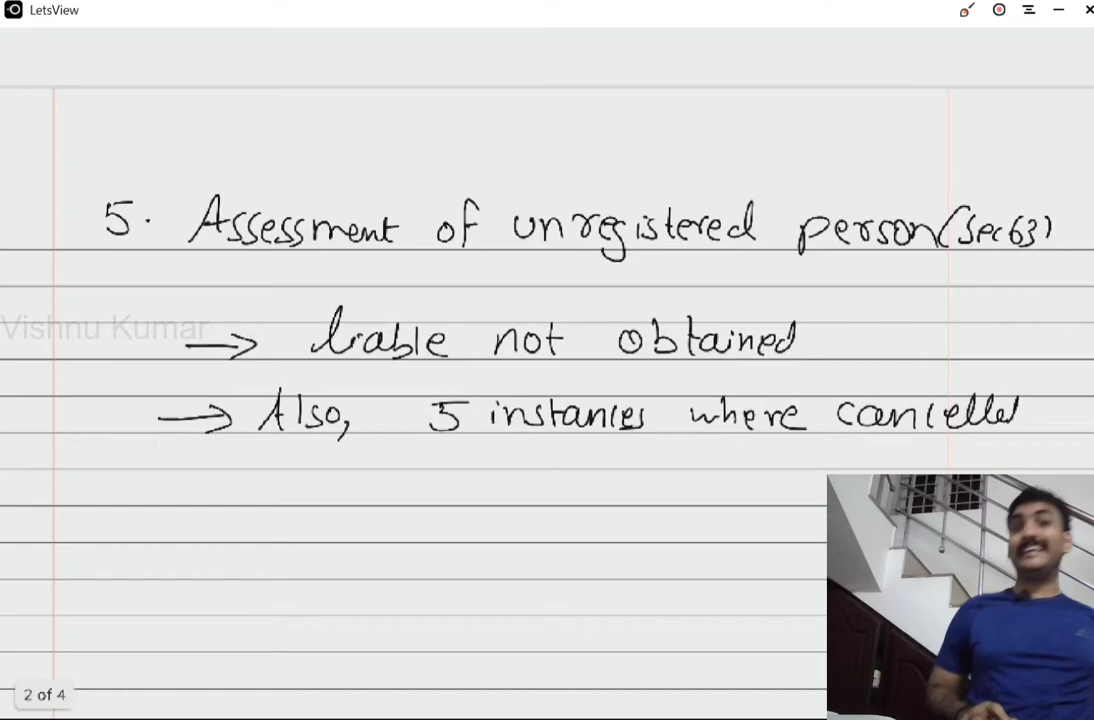 LetsView
5. Assessment of unregistered person (Sec 63)
Vishnu Kumar
→ liable not obtained
→ Also, 5 instances where cancelled
2 of 4